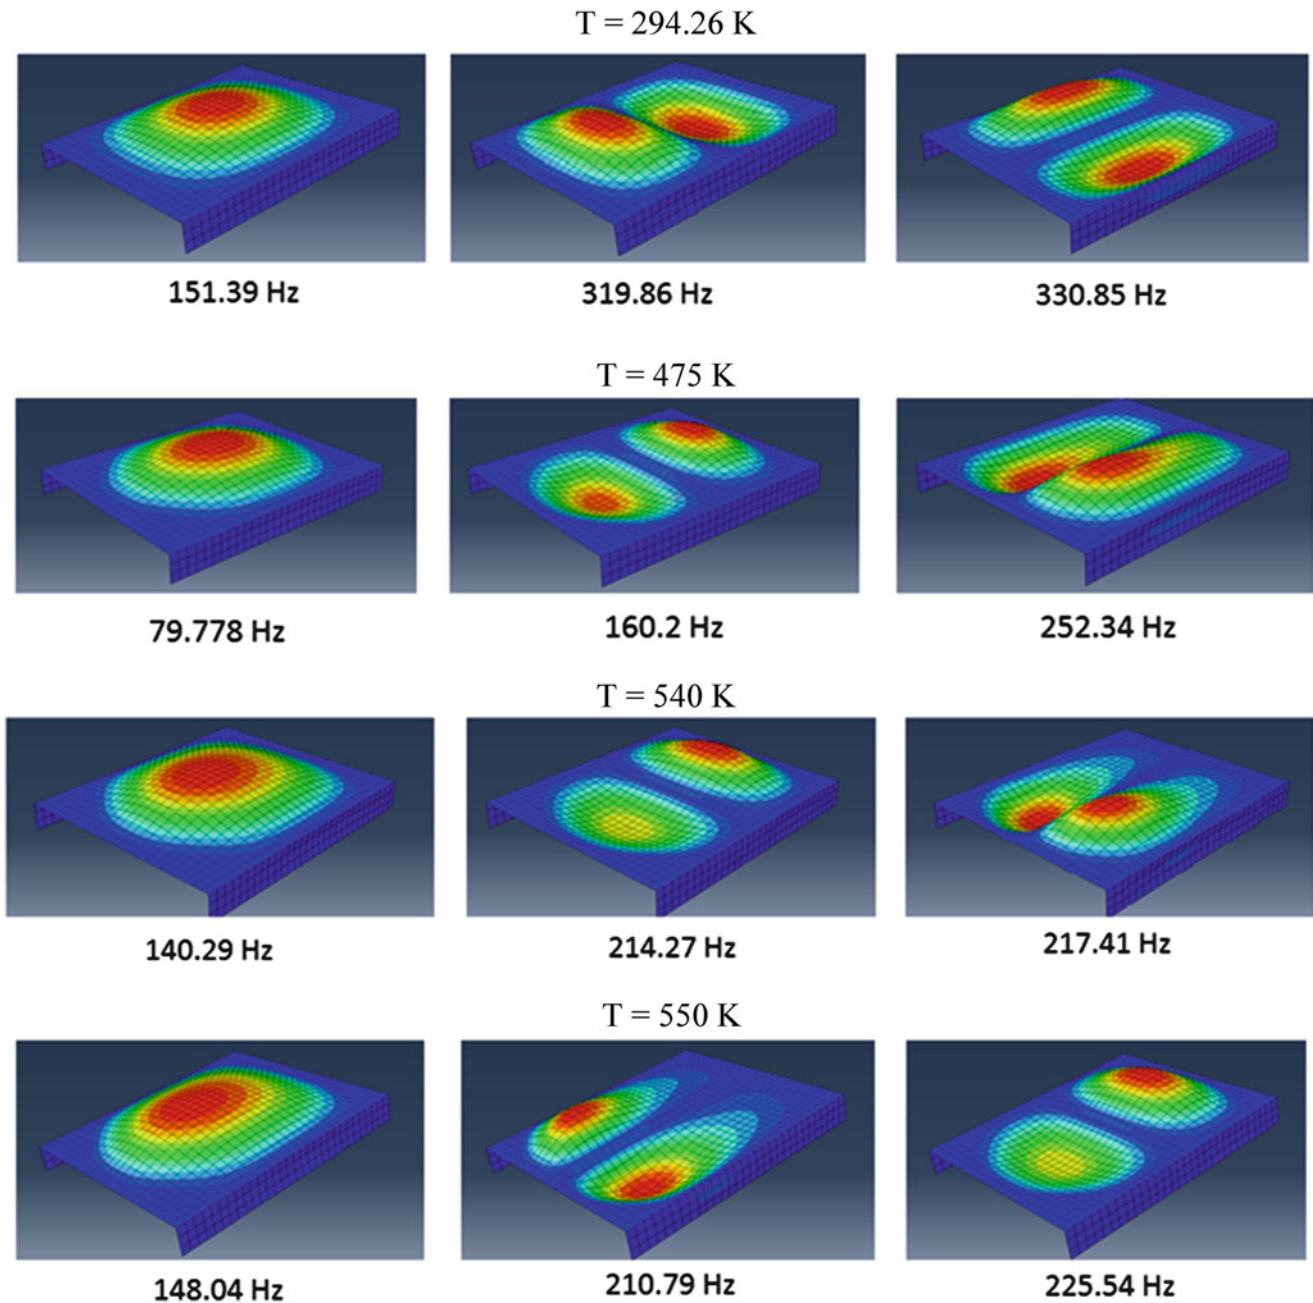 T = 294.26 K
151.39 Hz 319.86 Hz 330.85 Hz
T = 475 K
79.778 Hz 160.2 Hz 252.34 Hz
T = 540 K
140.29 Hz 214.27 Hz 217.41 Hz
T = 550 K
148.04 Hz 210.79 Hz 225.54 Hz